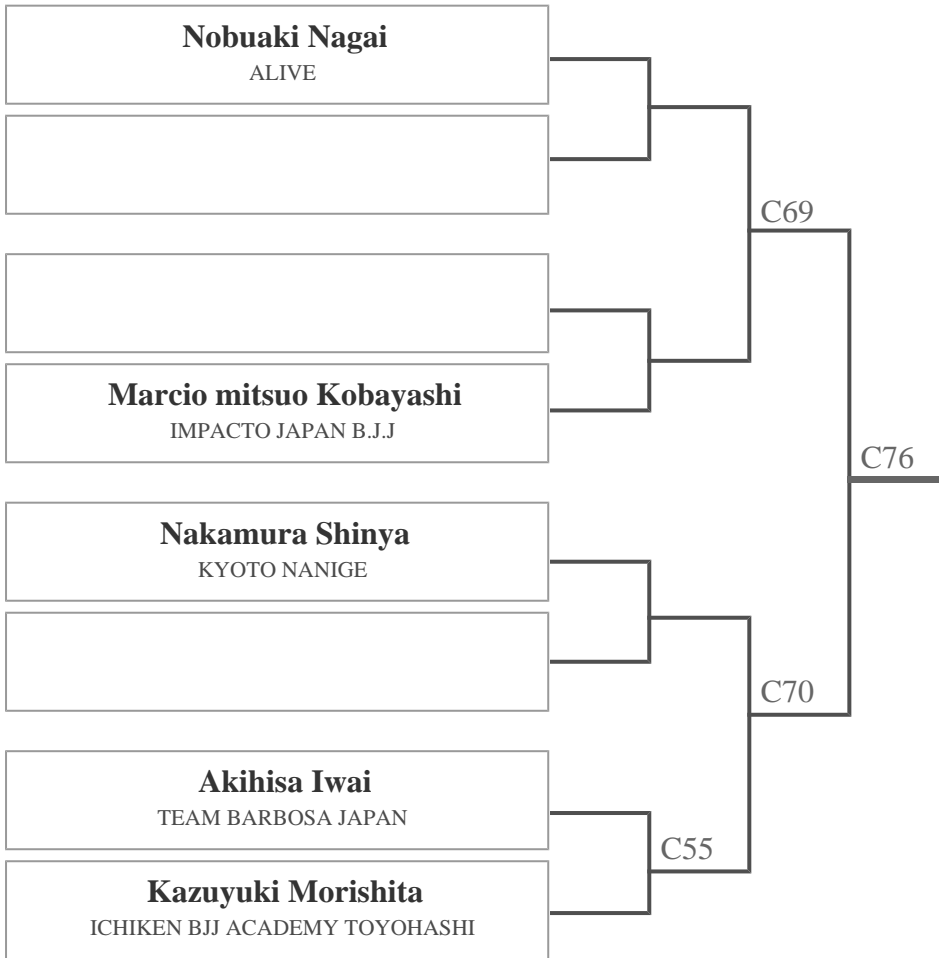 Nobuaki Nagai
ALIVE
C69
Marcio mitsuo Kobayashi
IMPACTO JAPAN B.J.J
C76
Nakamura Shinya
KYOTO NANIGE
C70
Akihisa Iwai
TEAM BARBOSA JAPAN
C55
Kazuyuki Morishita
ICHIKEN BJJ ACADEMY TOYOHASHI